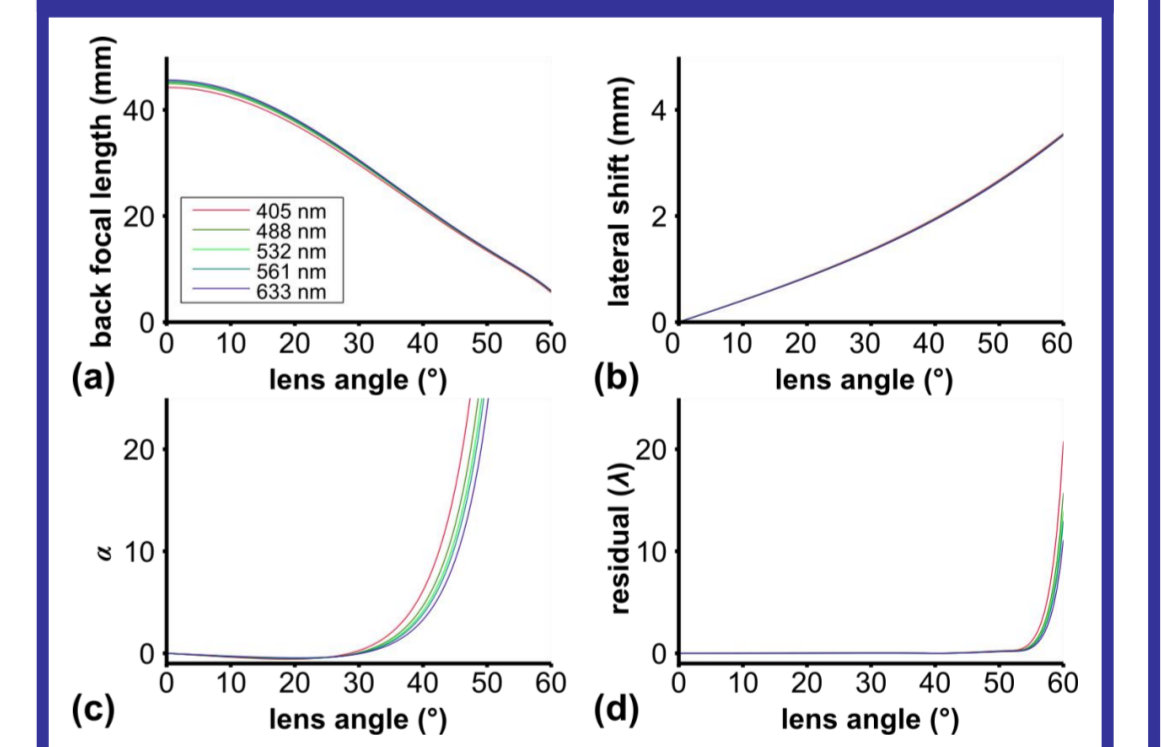 back focal length (mm)
40
20
0
405 nm
488 nm
532 nm
561 nm
633 nm
0 10 20 30 40 50 60
(a) lens angle (°)
lateral shift (mm)
4
2
0
0 10 20 30 40 50 60
(b) lens angle (°)
α
20
10
0
0 10 20 30 40 50 60
(c) lens angle (°)
residual (λ)
20
10
0
0 10 20 30 40 50 60
(d) lens angle (°)